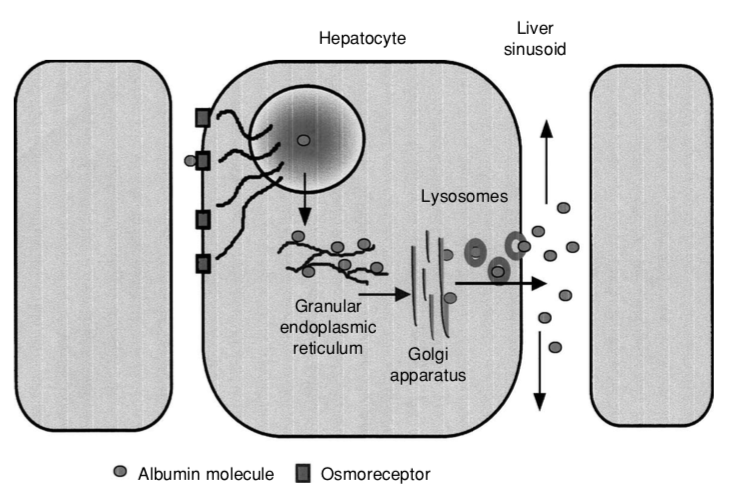 Hepatocyte
Liver
sinusoid
Lysosomes
Granular
endoplasmic
reticulum
Golgi
apparatus
Albumin molecule
Osmoreceptor